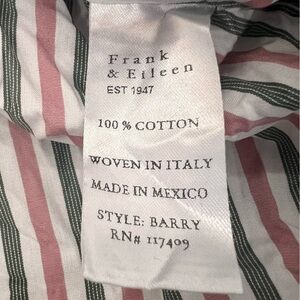 Frank
& Eileen
EST 1947
100% COTTON
WOVEN IN ITALY
MADE IN MEXICO
STYLE: BARRY
RN# 117409